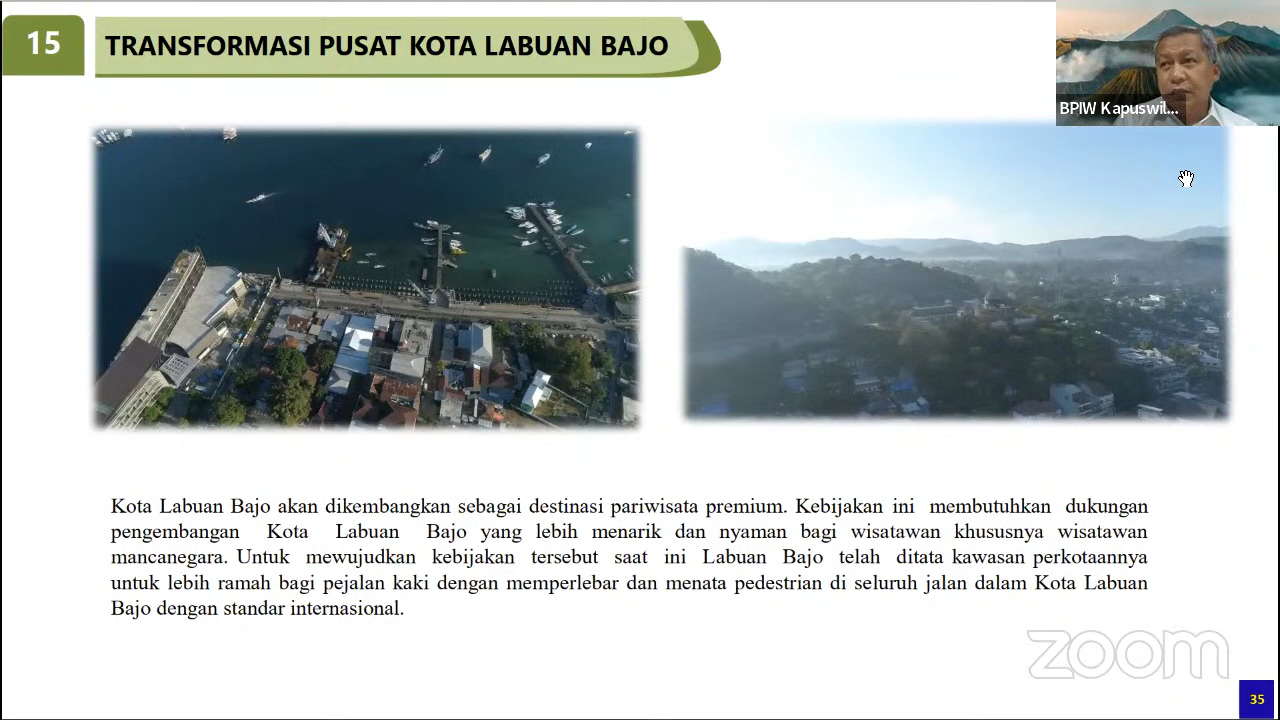 15
TRANSFORMASI PUSAT KOTA LABUAN BAJO
BPIW Kapuswil...
Kota Labuan Bajo akan dikembangkan sebagai destinasi pariwisata premium. Kebijakan ini membutuhkan dukungan
pengembangan Kota Labuan Bajo yang lebih menarik dan nyaman bagi wisatawan khususnya wisatawan
mancanegara. Untuk mewujudkan kebijakan tersebut saat ini Labuan Bajo telah ditata kawasan perkotaannya
untuk lebih ramah bagi pejalan kaki dengan memperlebar dan menata pedestrian di seluruh jalan dalam Kota Labuan
Bajo dengan standar internasional.
zoom
35